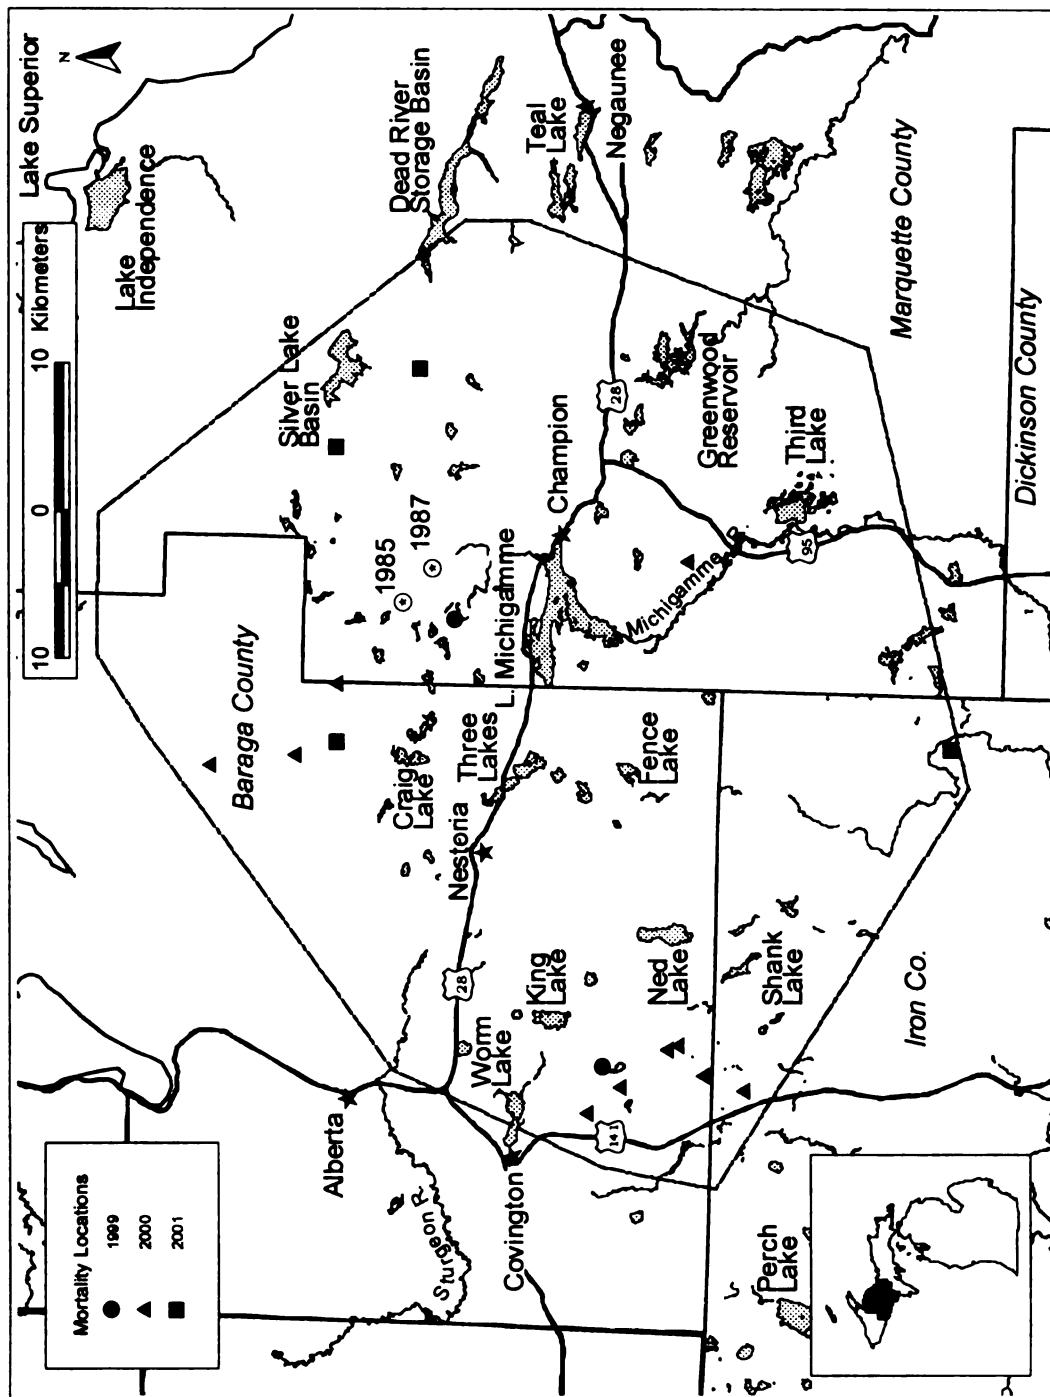 Mortality Locations
1999
2000
2001
10 0 10 Kilometers
Lake Superior
N
Lake
Independence
Baraga County
Silver Lake
Basin
Dead River
Storage Basin
Alberta
Sturgeon R.
1985
1987
Craig
Lake
Three
Lakes
Nestoria
28
L. Michigamme
Champion
Teal
Lake
Negaunee
28
Covington
Worm
Lake
King
Lake
141
Ned
Lake
Fence
Lake
Michigamme
Greenwood
Reservoir
95
Third
Lake
Perch
Lake
Shank
Lake
Iron Co.
Marquette County
Dickinson County